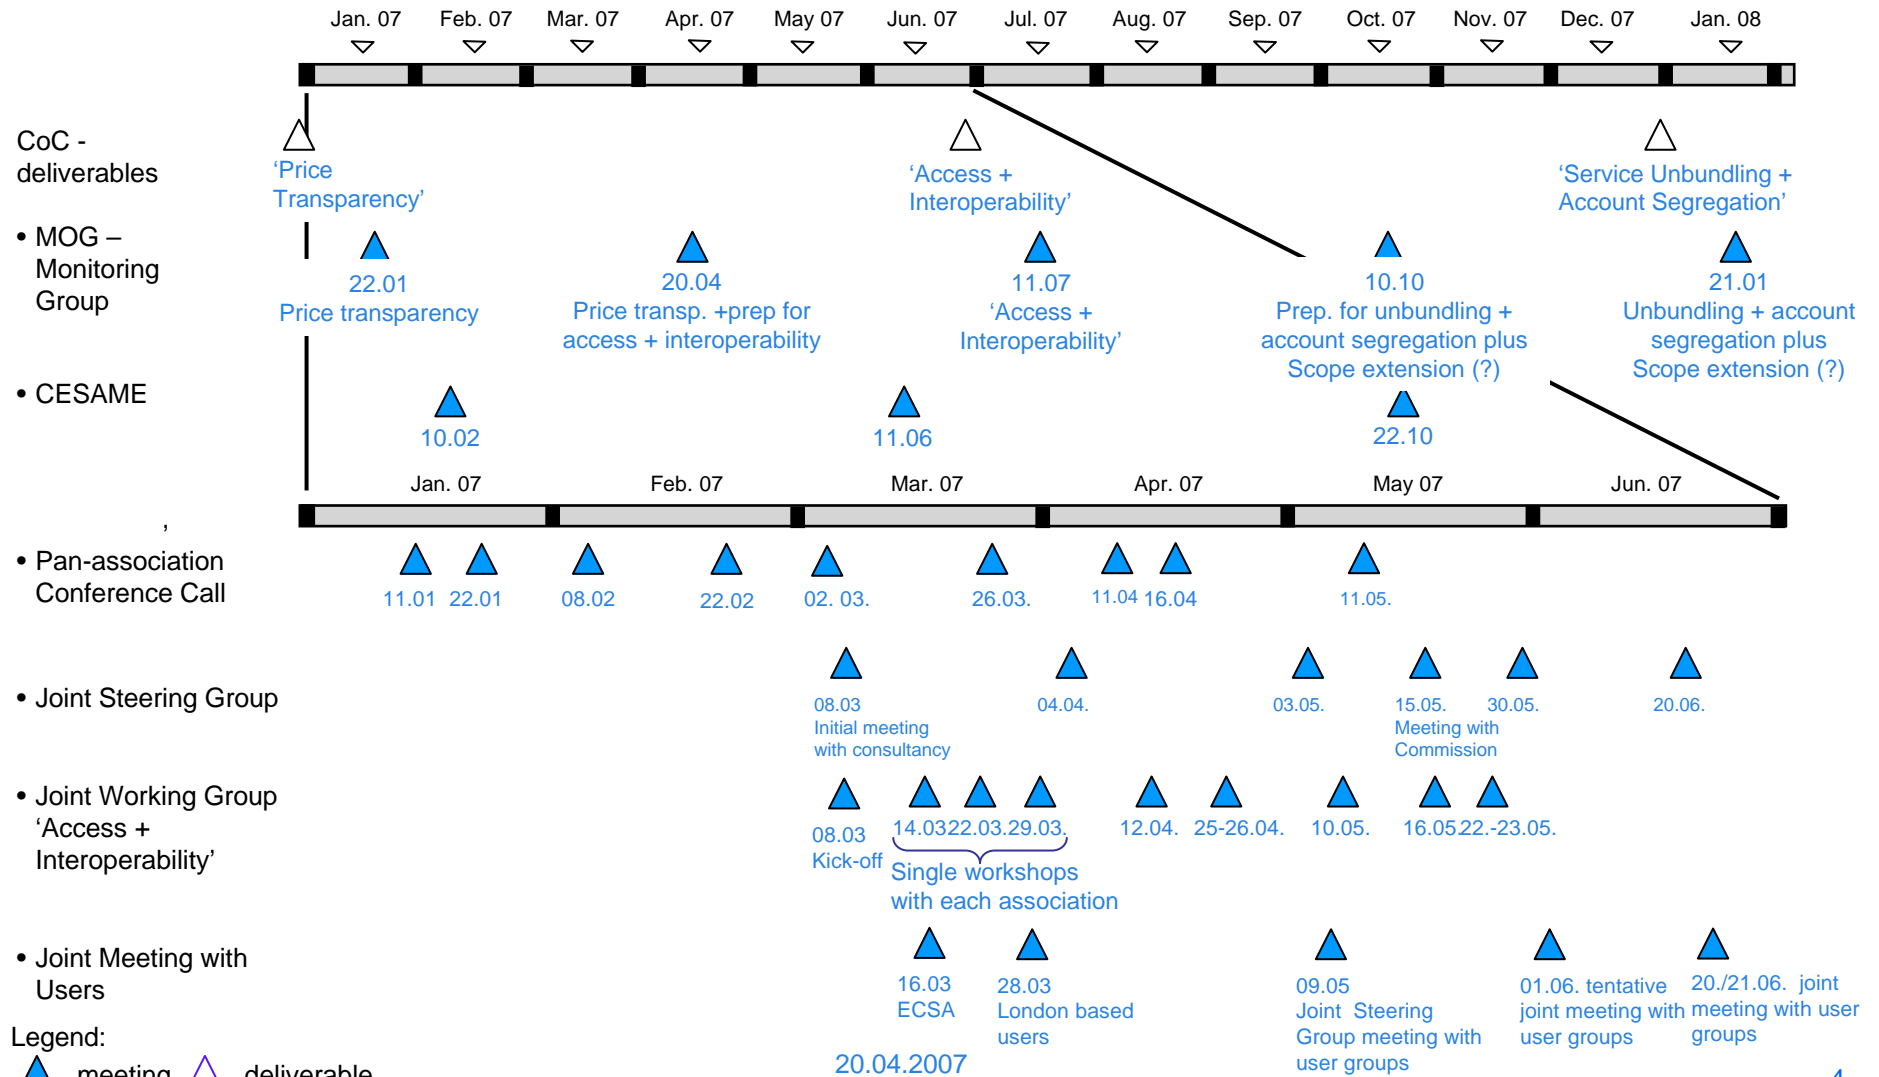 Jan. 07 Feb. 07 Mar. 07 Apr. 07 May 07 Jun. 07 Jul. 07 Aug. 07 Sep. 07 Oct. 07 Nov. 07 Dec. 07 Jan. 08
CoC -
deliverables
‘Price
Transparency’
‘Access +
Interoperability’
‘Service Unbundling +
Account Segregation’
• MOG –
Monitoring
Group
22.01
Price transparency
20.04
Price transp. +prep for
access + interoperability
11.07
‘Access +
Interoperability’
10.10
Prep. for unbundling +
account segregation plus
Scope extension (?)
21.01
Unbundling + account
segregation plus
Scope extension (?)
• CESAME
10.02
11.06
22.10
Jan. 07 Feb. 07 Mar. 07 Apr. 07 May 07 Jun. 07
,
• Pan-association
Conference Call
11.01 22.01 08.02 22.02 02. 03. 26.03. 11.04 16.04 11.05.
• Joint Steering Group
08.03
Initial meeting
with consultancy
04.04.
03.05.
15.05.
Meeting with
Commission
30.05.
20.06.
• Joint Working Group
‘Access +
Interoperability’
08.03
Kick-off
14.03 22.03. 29.03.
Single workshops
with each association
12.04. 25-26.04. 10.05. 16.05. 22.-23.05.
• Joint Meeting with
Users
16.03
ECSA
28.03
London based
users
09.05
Joint Steering
Group meeting with
user groups
01.06. tentative
joint meeting with
user groups
20./21.06. joint
meeting with user
groups
Legend:
meeting deliverable
20.04.2007
4